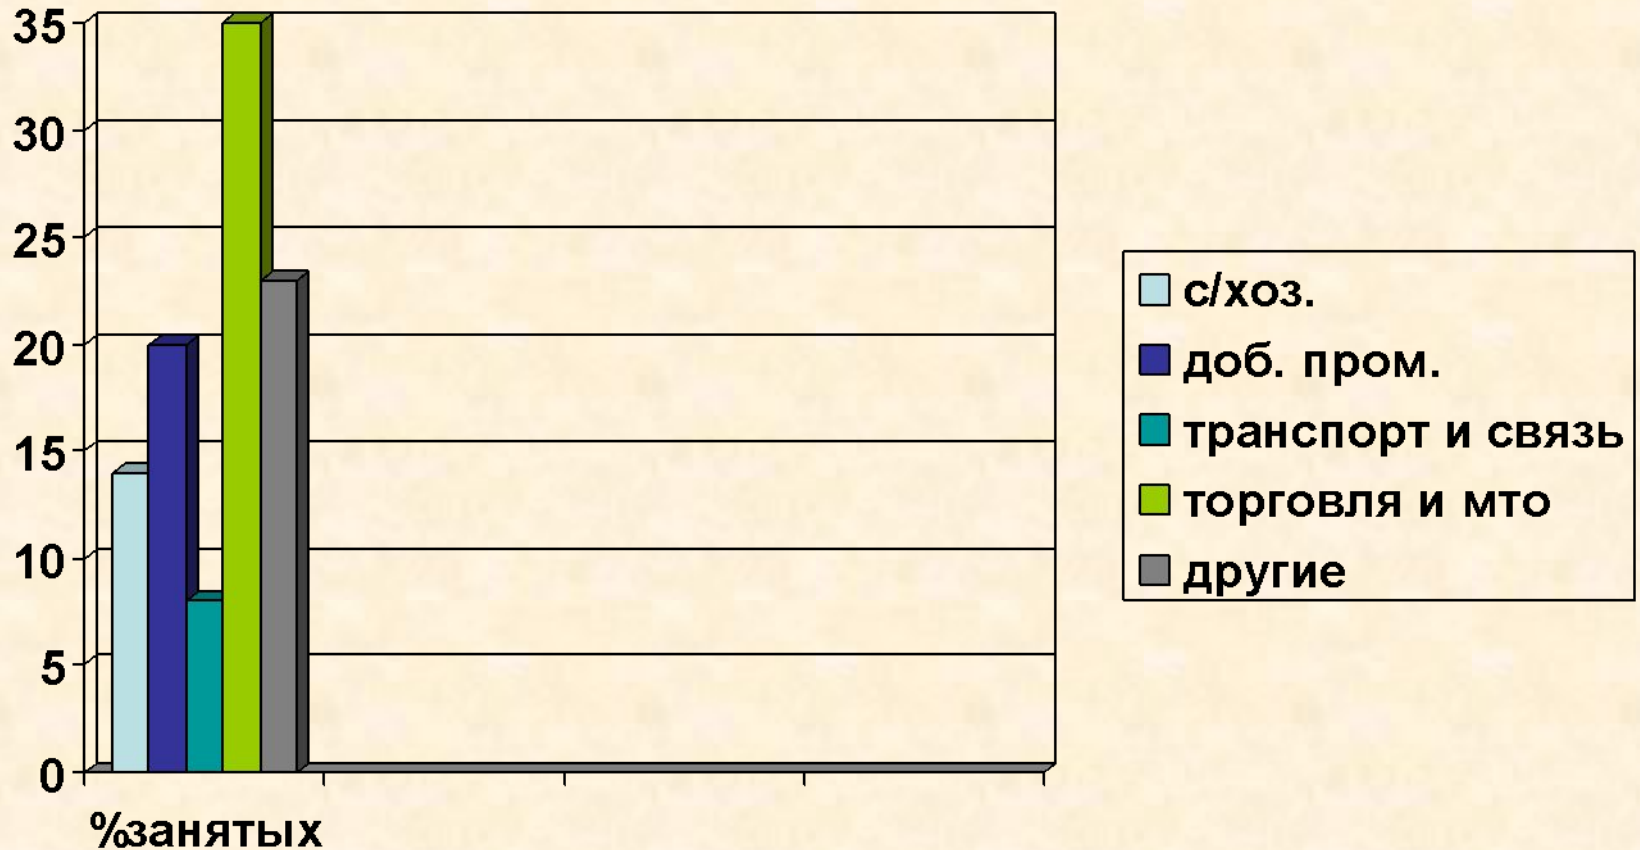 35
30
25
20
15
10
5
0
%занятых
с/хоз.
доб. пром.
транспорт и связь
торговля и мто
другие